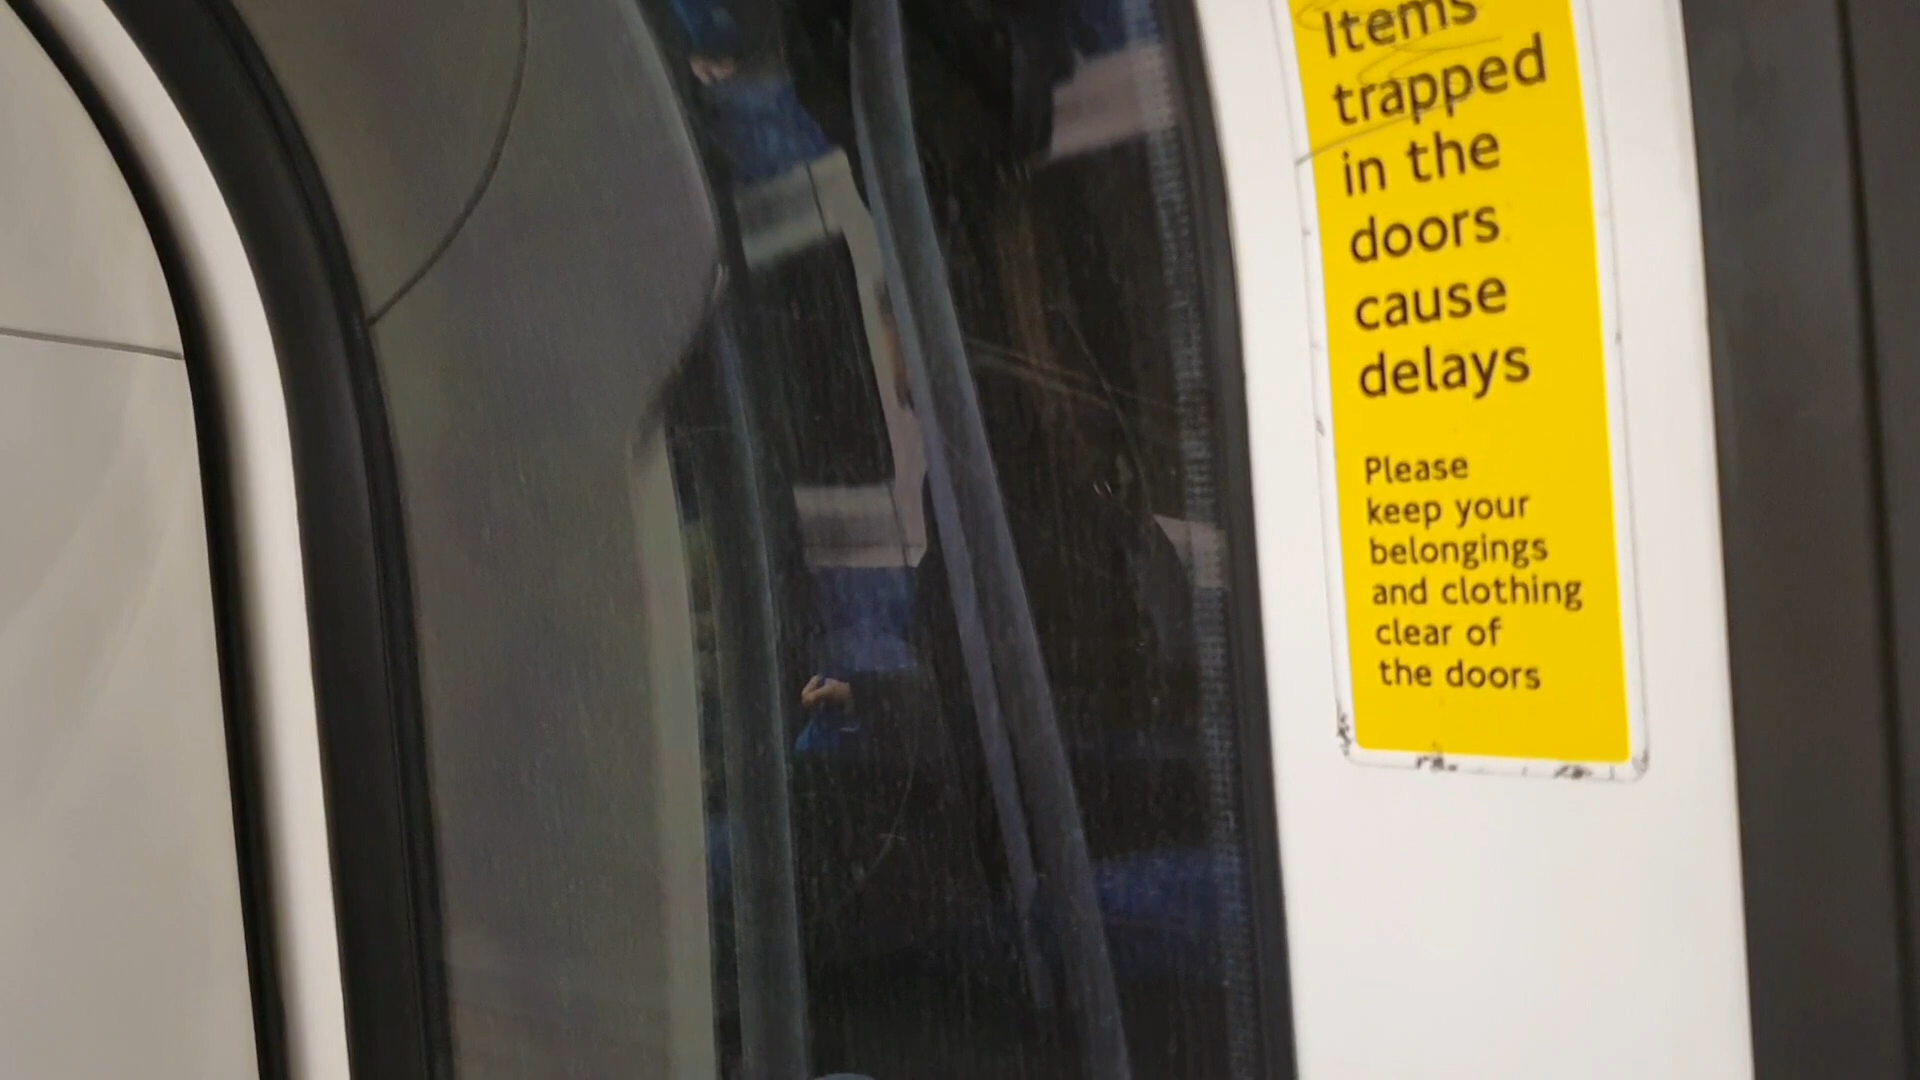 Items
trapped
in the
doors
cause
delays
Please
keep your
belongings
and clothing
clear of
the doors